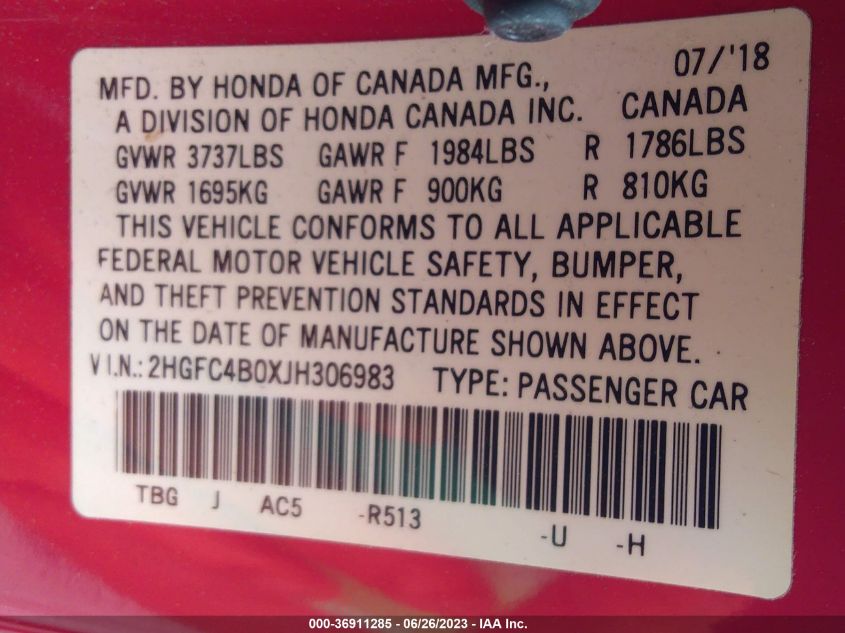 07/'18
MFD. BY HONDA OF CANADA MFG.,
A DIVISION OF HONDA CANADA INC. CANADA
GVWR 3737LBS GAWR F 1984LBS R 1786LBS
GVWR 1695KG GAWR F 900KG R 810KG
THIS VEHICLE CONFORMS TO ALL APPLICABLE
FEDERAL MOTOR VEHICLE SAFETY, BUMPER,
AND THEFT PREVENTION STANDARDS IN EFFECT
ON THE DATE OF MANUFACTURE SHOWN ABOVE.
V I.N.: 2HGFC4B0XJH306983 TYPE: PASSENGER CAR
TBG J AC5 -R513 -U -H
000-36911285 - 06/26/2023 - IAA Inc.